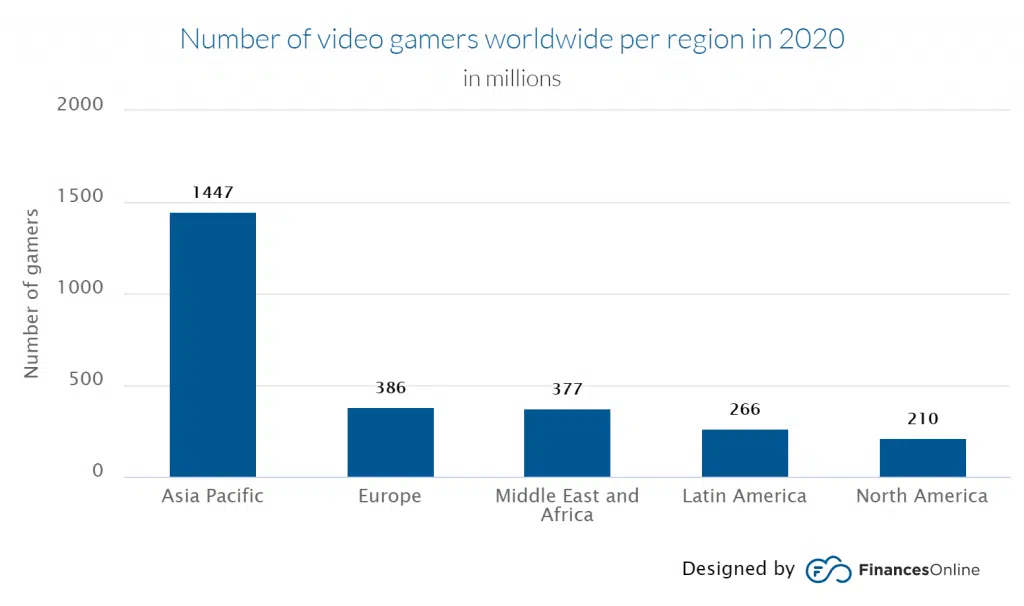 Number of video gamers worldwide per region in 2020
in millions
2000
1500
1000
500
0
Number of gamers
1447
386
377
266
210
Asia Pacific
Europe
Middle East and
Africa
Latin America
North America
Designed by FinancesOnline